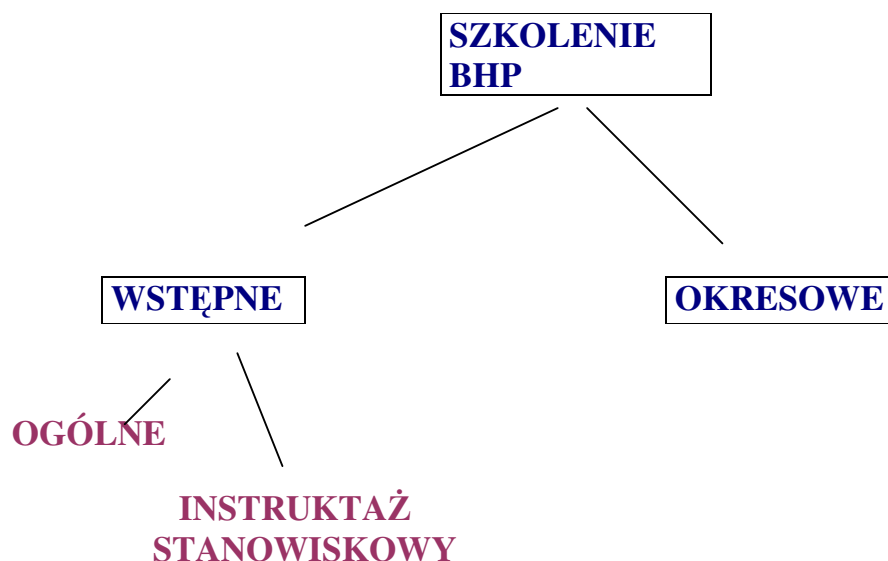 SZKOLENIE
BHP
WSTĘPNE
OKRESOWE
OGÓLNE
INSTRUKTAŻ
STANOWISKOWY